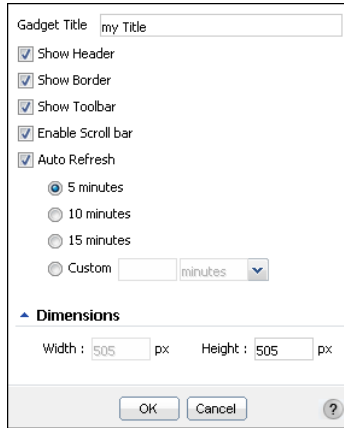 Gadget Title my Title
Show Header
Show Border
Show Toolbar
Enable Scroll bar
Auto Refresh
5 minutes
10 minutes
15 minutes
Custom minutes
Dimensions
Width : 505 px Height : 505 px
OK Cancel ?